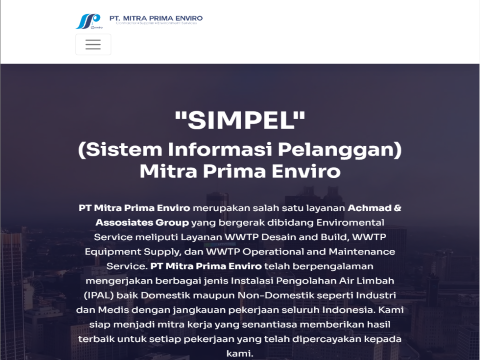 PT. MITRA PRIMA ENVIRO
"SIMPEL"
(Sistem Informasi Pelanggan)
Mitra Prima Enviro
PT Mitra Prima Enviro merupakan salah satu layanan Achmad &
Assosiates Group yang bergerak dibidang Enviromental
Service meliputi Layanan WWTP Desain and Build, WWTP
Equipment Supply, dan WWTP Operational and Maintenance
Service. PT Mitra Prima Enviro telah berpengalaman
mengerjakan berbagai jenis Instalasi Pengolahan Air Limbah
(IPAL) baik Domestik maupun Non-Domestik seperti Industri
dan Medis dengan jangkauan pekerjaan seluruh Indonesia. Kami
siap menjadi mitra kerja yang senantiasa memberikan hasil
terbaik untuk setiap pekerjaan yang telah dipercayakan kepada
kami.